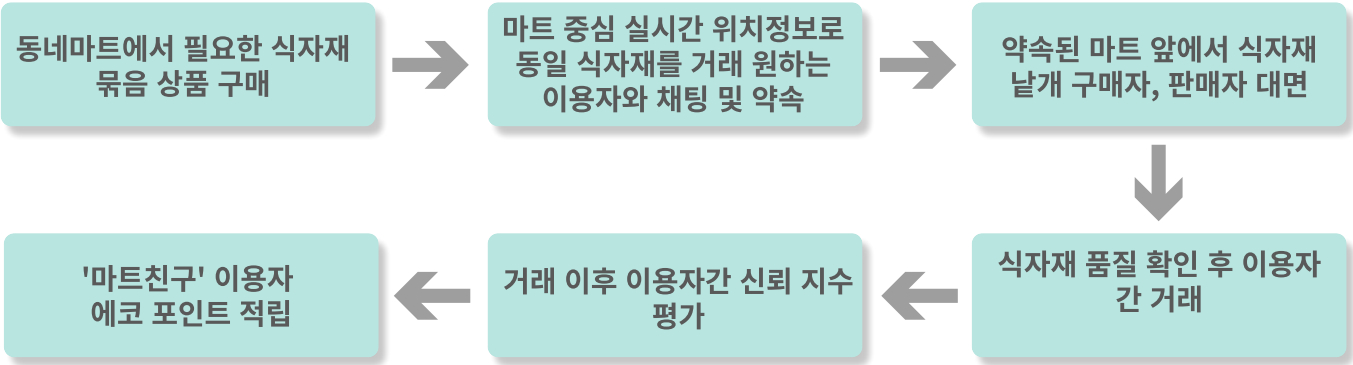 동네마트에서 필요한 식자재
묶음 상품 구매
마트 중심 실시간 위치정보로
동일 식자재를 거래 원하는
이용자와 채팅 및 약속
약속된 마트 앞에서 식자재
낱개 구매자, 판매자 대면
식자재 품질 확인 후 이용자
간 거래
거래 이후 이용자간 신뢰 지수
평가
'마트친구' 이용자
에코 포인트 적립